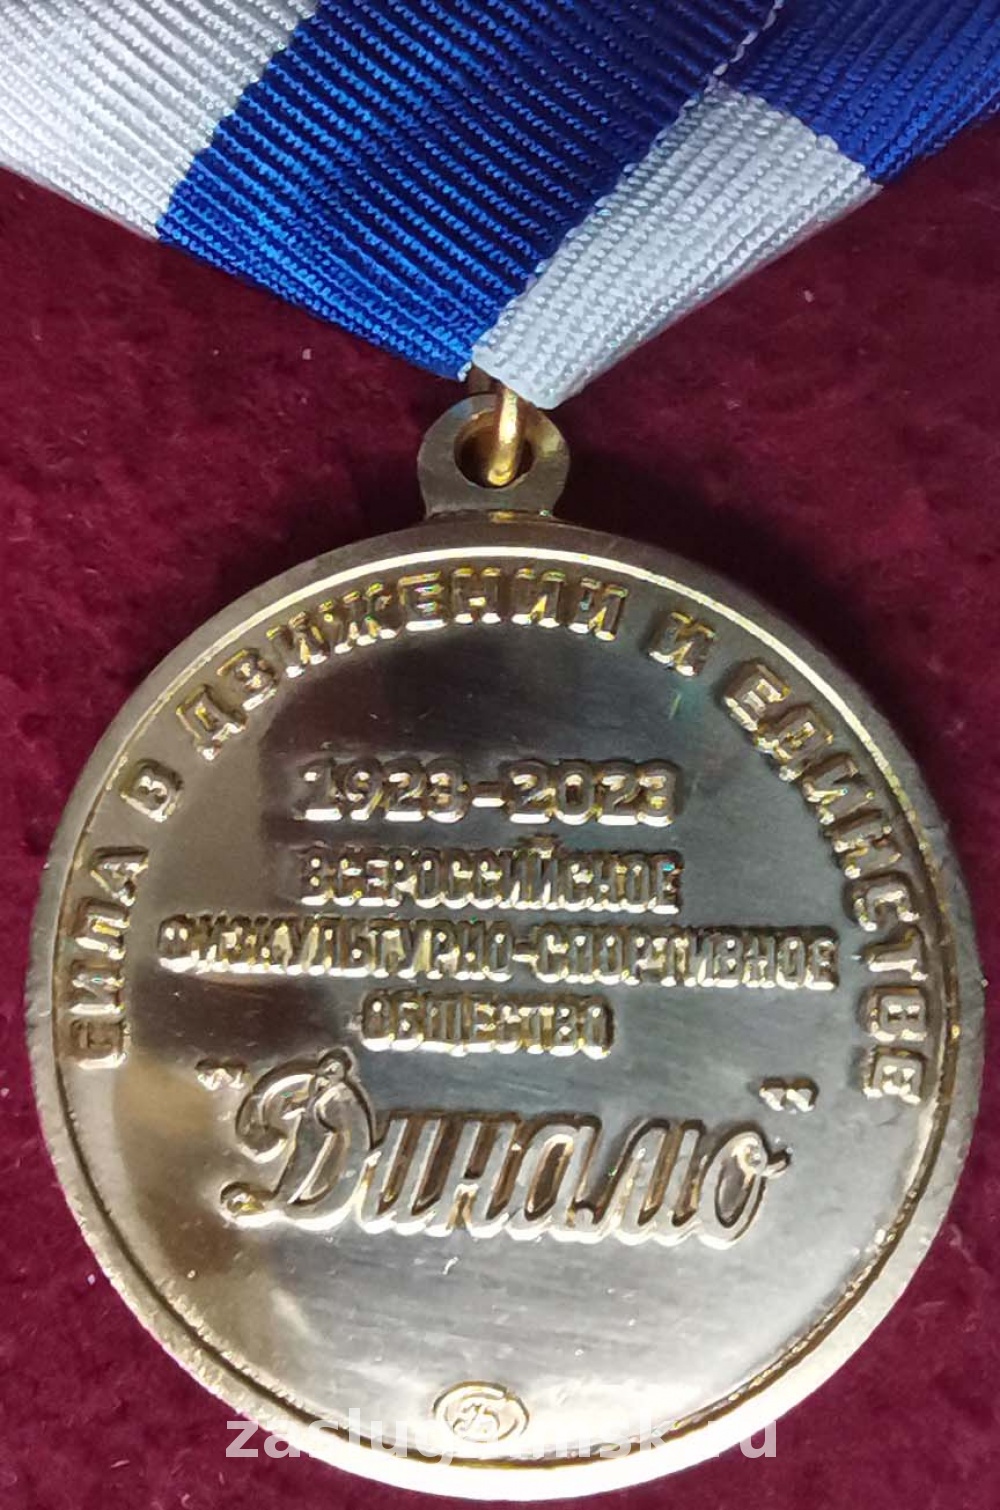 СИЛА В ДВИЖЕНИИ И ЕДИНСТВЕ
1923-2023
ВСЕРОССИЙСКОЕ
ФИЗКУЛЬТУРНО-СПОРТИВНОЕ
ОБЩЕСТВО
"Динамо"